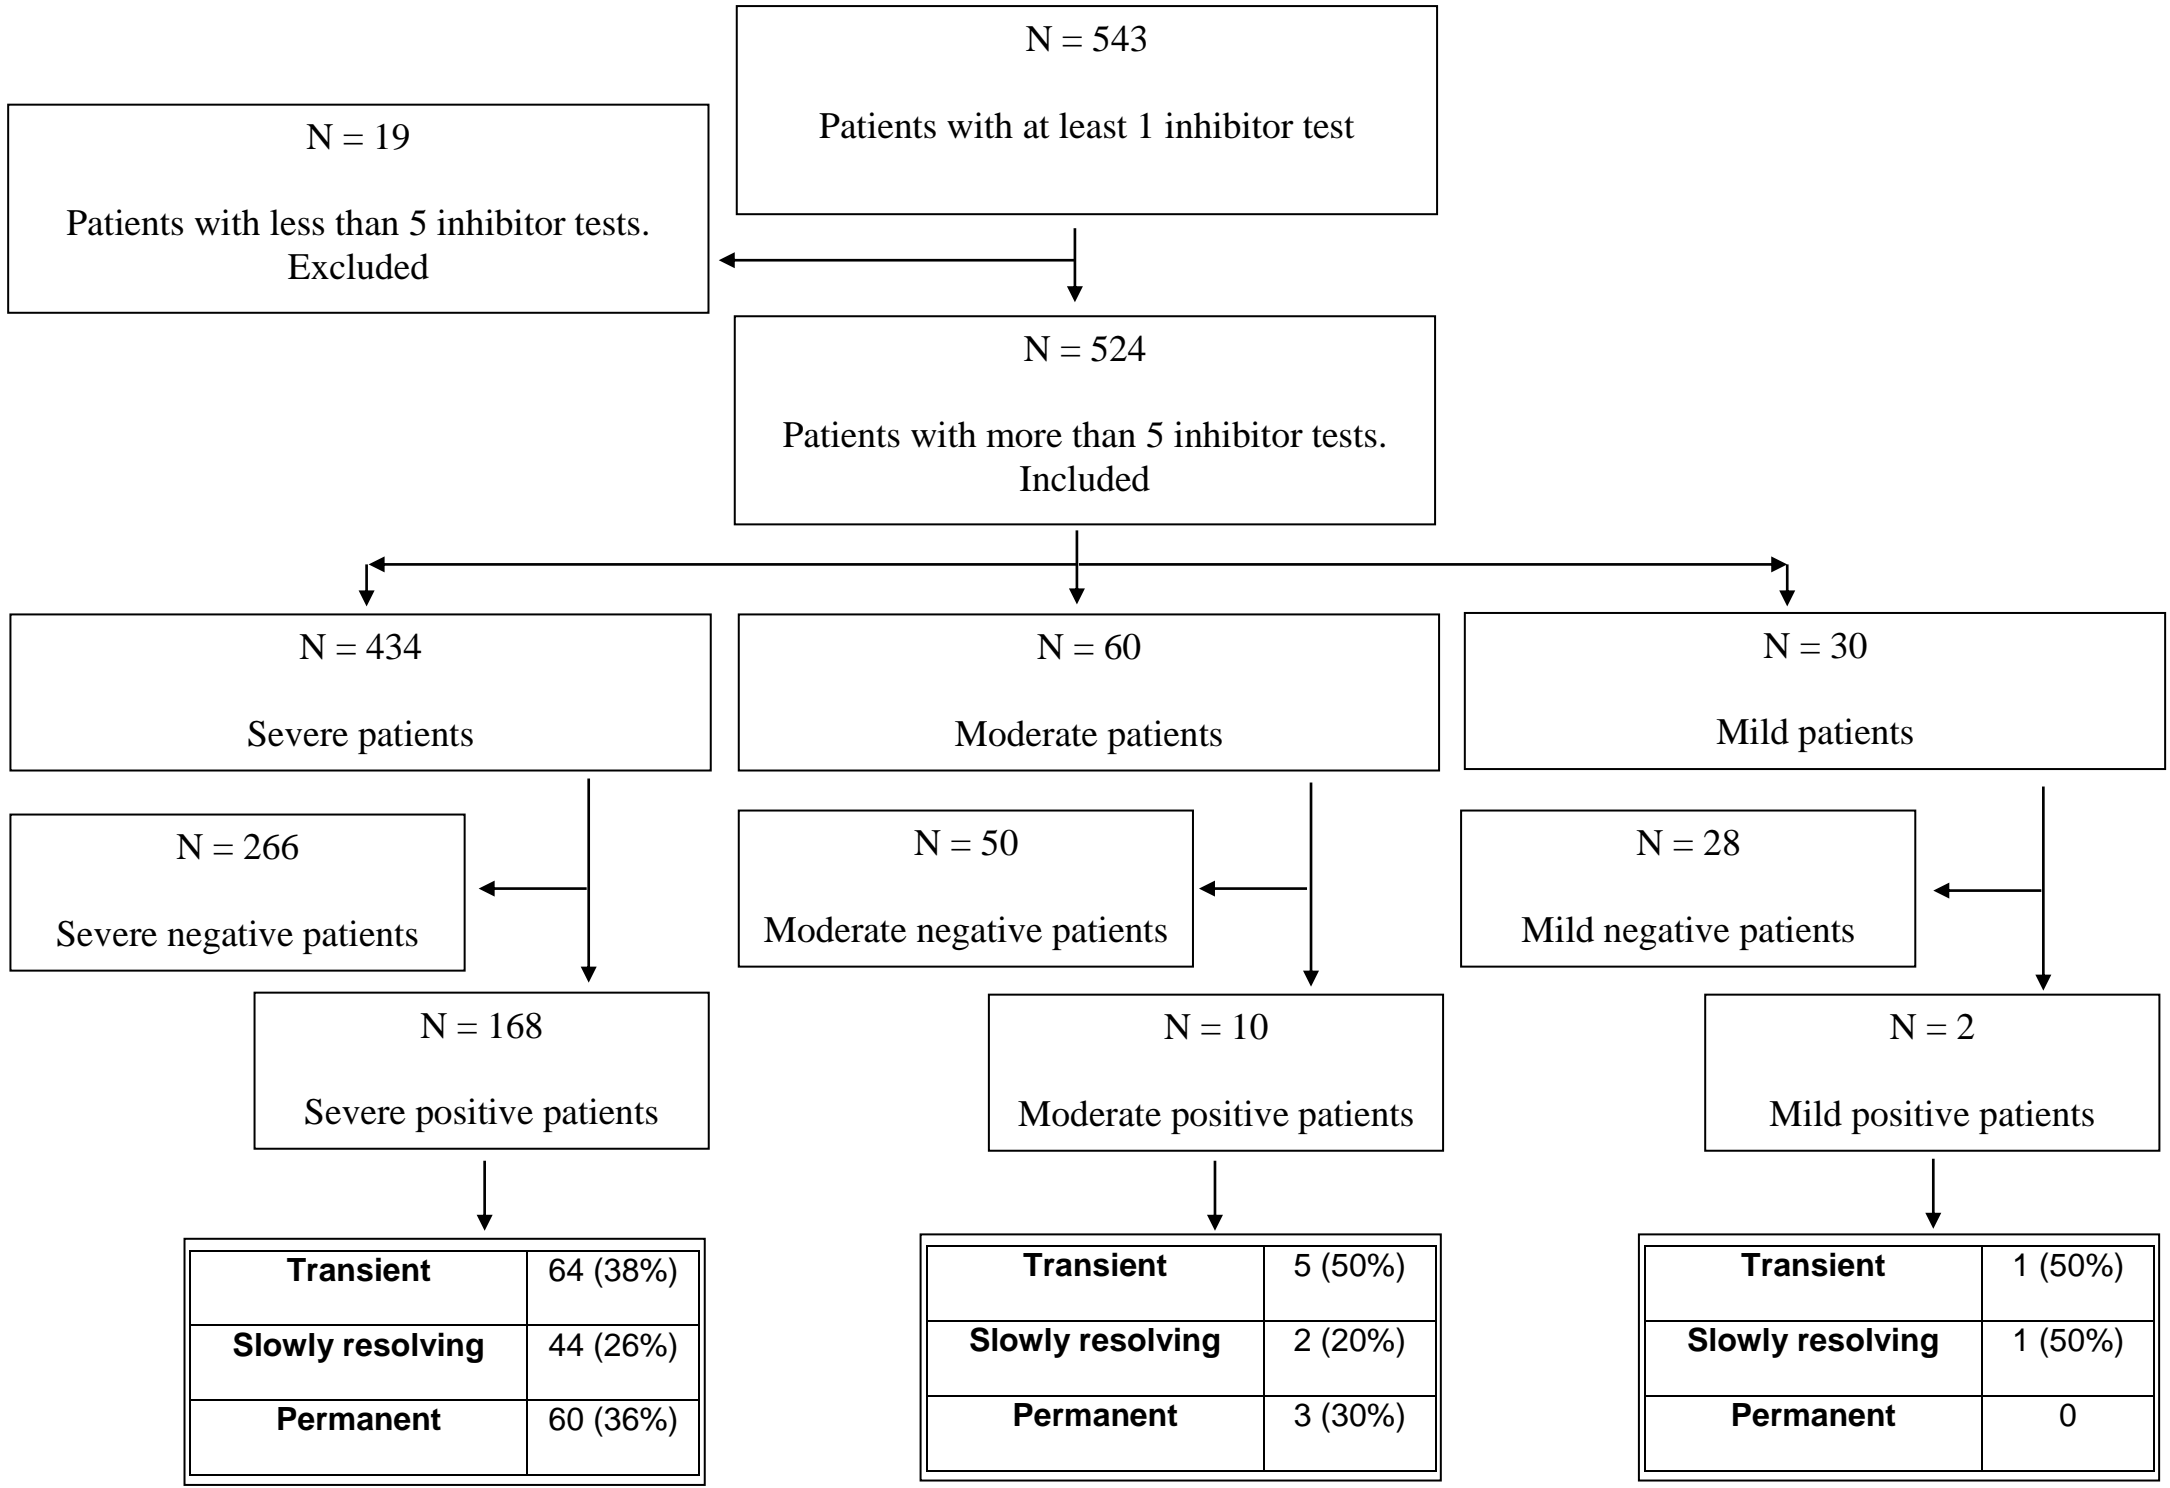 N = 543
Patients with at least 1 inhibitor test
N = 19
Patients with less than 5 inhibitor tests.
Excluded
N = 524
Patients with more than 5 inhibitor tests.
Included
N = 434
Severe patients
N = 60
Moderate patients
N = 30
Mild patients
N = 266
Severe negative patients
N = 50
Moderate negative patients
N = 28
Mild negative patients
N = 168
Severe positive patients
N = 10
Moderate positive patients
N = 2
Mild positive patients
Transient 64 (38%)
Slowly resolving 44 (26%)
Permanent 60 (36%)
Transient 5 (50%)
Slowly resolving 2 (20%)
Permanent 3 (30%)
Transient 1 (50%)
Slowly resolving 1 (50%)
Permanent 0